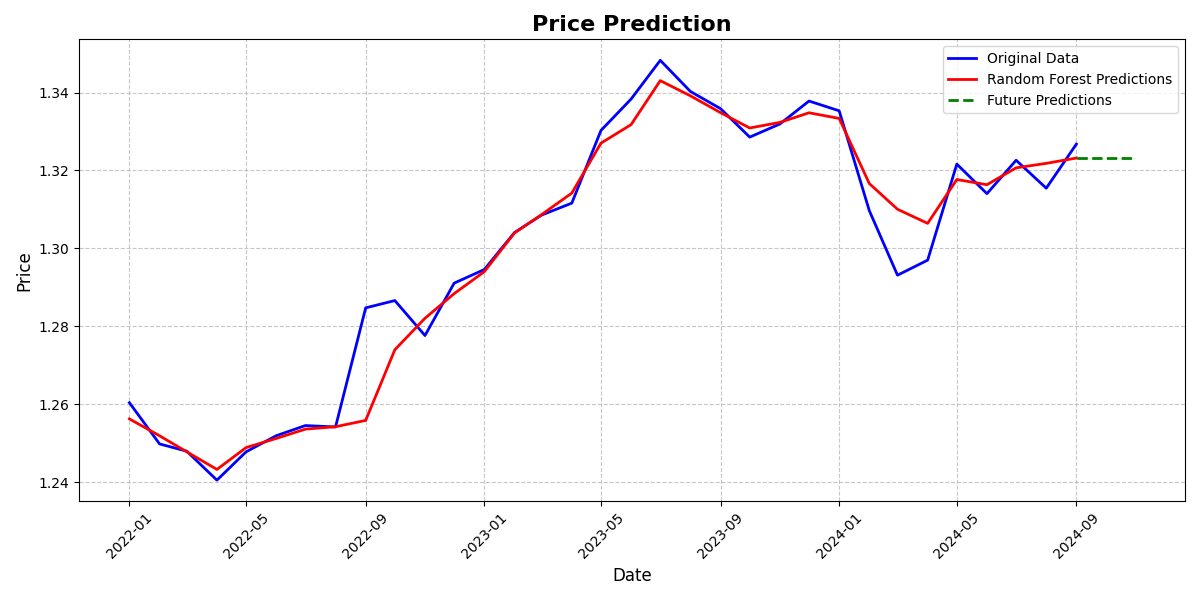 Price Prediction
Original Data
Random Forest Predictions
Future Predictions
Price
1.34
1.32
1.30
1.28
1.26
1.24
2022-01
2022-05
2022-09
2023-01
2023-05
2023-09
2024-01
2024-05
2024-09
Date